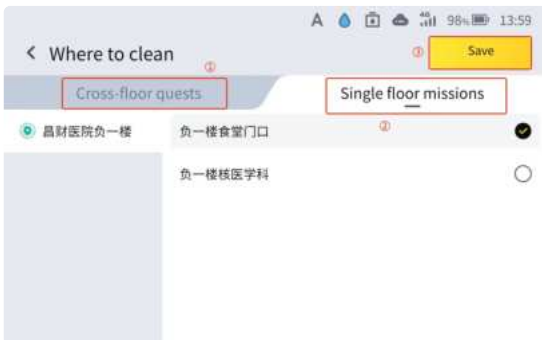 A 4G 98% 13:59
< Where to clean ③ Save
①
Cross-floor quests Single floor missions
昌财医院负一楼 负一楼食堂门口 ②
负一楼核医学科